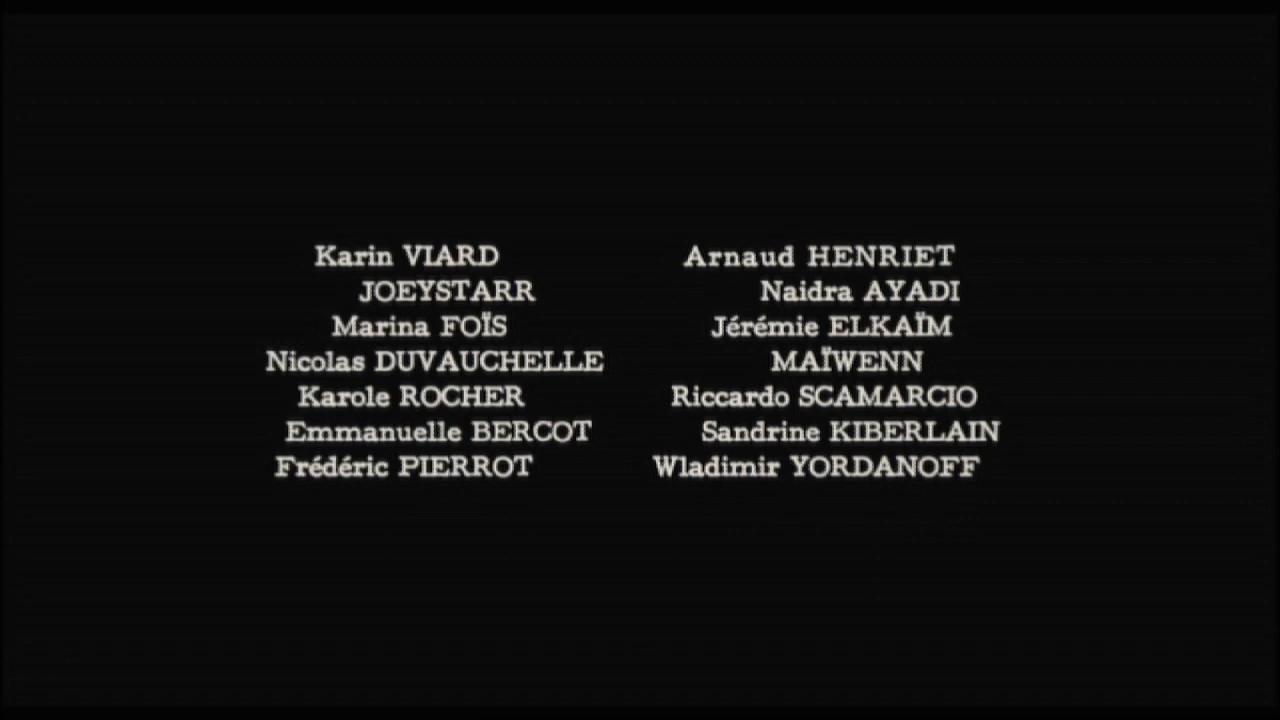 Karin VIARD
JOEYSTARR
Marina FOÏS
Nicolas DUVAUCHELLE
Karole ROCHER
Emmanuelle BERCOT
Frédéric PIERROT
Arnaud HENRIET
Naidra AYADI
Jérémie ELKAÏM
MAÏWENN
Riccardo SCAMARCIO
Sandrine KIBERLAIN
Wladimir YORDANOFF